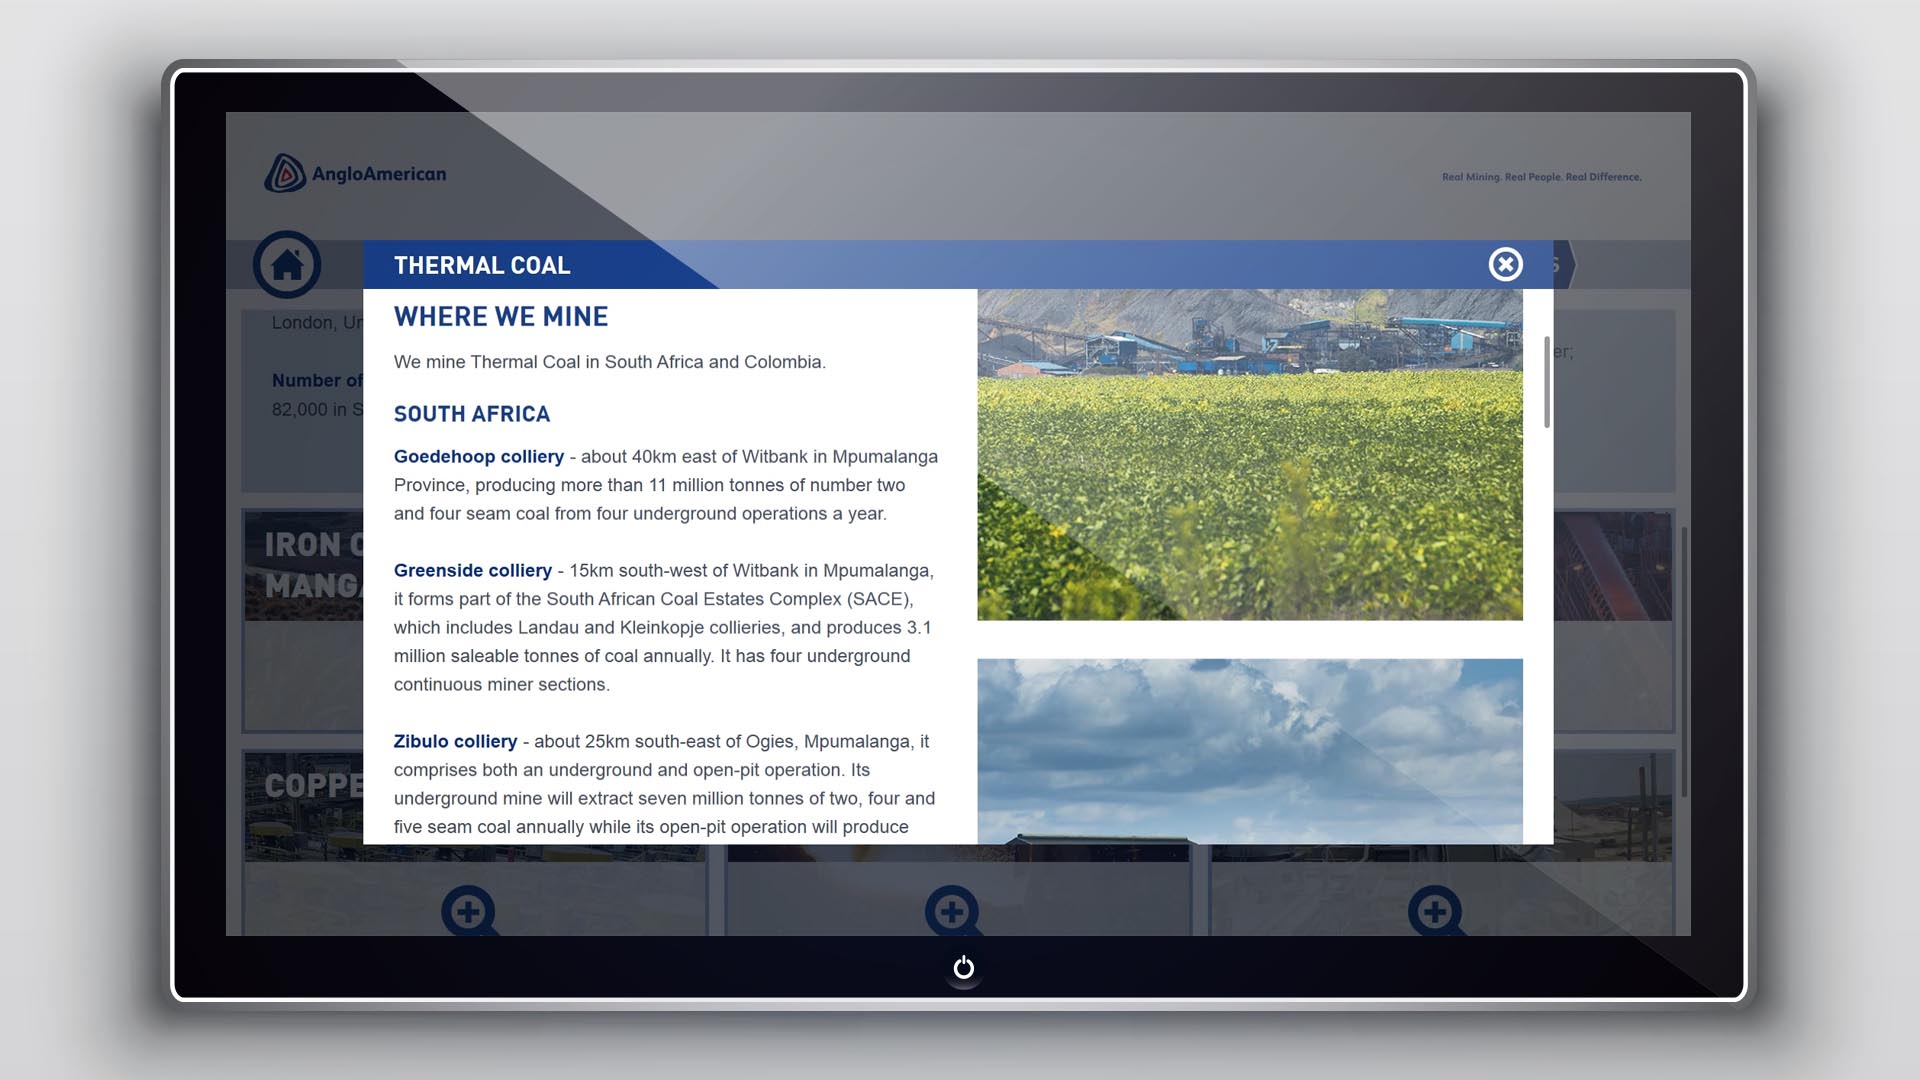 AngloAmerican
Real Mining. Real People. Real Difference.
THERMAL COAL
S
London, Un
er;
Number of
82,000 in S
WHERE WE MINE
We mine Thermal Coal in South Africa and Colombia.
SOUTH AFRICA
Goedehoop colliery - about 40km east of Witbank in Mpumalanga
Province, producing more than 11 million tonnes of number two
and four seam coal from four underground operations a year.
Greenside colliery - 15km south-west of Witbank in Mpumalanga,
it forms part of the South African Coal Estates Complex (SACE),
which includes Landau and Kleinkopje collieries, and produces 3.1
million saleable tonnes of coal annually. It has four underground
continuous miner sections.
Zibulo colliery - about 25km south-east of Ogies, Mpumalanga, it
comprises both an underground and open-pit operation. Its
underground mine will extract seven million tonnes of two, four and
five seam coal annually while its open-pit operation will produce
IRON
MANGA
COPPE